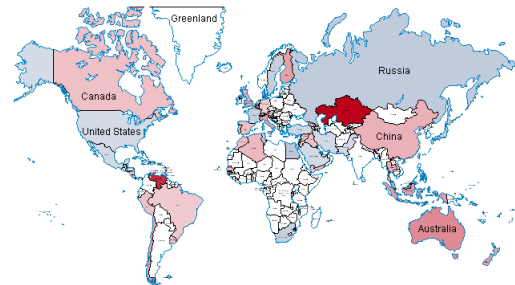 Greenland
Russia
Canada
United States
China
Australia